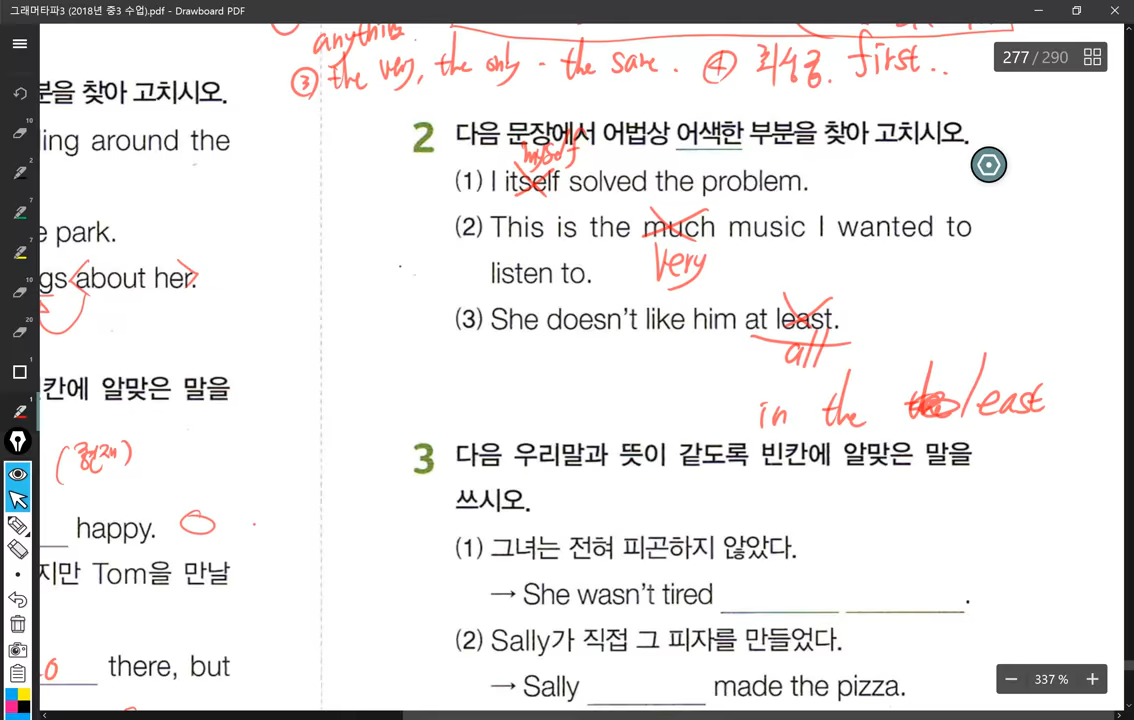 그래머타파3 (2018년 중3 수업).pdf - Drawboard PDF
277 / 290
anything
③ the very, the only - the same. ④ 최상급. first..
분을 찾아 고치시오.
ing around the
e park.
gs <about her>.
칸에 알맞은 말을
(현재)
happy.
지만 Tom을 만날
there, but
2 다음 문장에서 어법상 어색한 부분을 찾아 고치시오.
myself
(1) I itself solved the problem.
(2) This is the much music I wanted to
very
listen to.
(3) She doesn't like him at least.
all
in the least
3 다음 우리말과 뜻이 같도록 빈칸에 알맞은 말을
쓰시오.
(1) 그녀는 전혀 피곤하지 않았다.
→ She wasn't tired ________ ________.
(2) Sally가 직접 그 피자를 만들었다.
→ Sally ________ made the pizza.
337 %